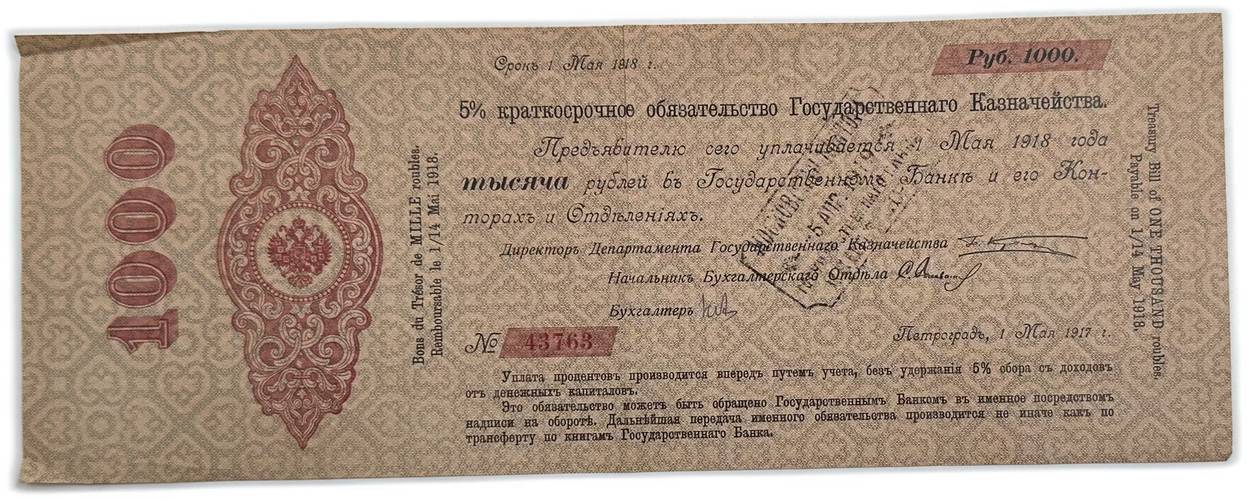 1000
Bons du Trésor de MILLE roubles.
Remboursable le 1/14 Mai 1918.
Срокъ 1 Мая 1918 г.
Руб. 1000.
5% краткосрочное обязательство Государственнаго Казначейства.
Предъявителю сего уплачивается 1 Мая 1918 года
тысяча рублей въ Государственномъ Банкѣ и его Кон-
торахъ и Отдѣленіяхъ.
Директоръ Департамента Государственнаго Казначейства
Начальникъ Бухгалтерскаго Отдѣла
Бухгалтеръ
№ 43763
Петроградъ, 1 Мая 1917 г.
Уплата процентовъ производится впередъ путемъ учета, безъ удержанія 5% сбора съ доходовъ
отъ денежныхъ капиталовъ.
Это обязательство можетъ быть обращено Государственнымъ Банкомъ въ именное посредствомъ
надписи на оборотѣ. Дальнѣйшая передача именного обязательства производится не иначе какъ по
трансферту по книгамъ Государственнаго Банка.
Treasury Bill of ONE THOUSAND roubles.
Payable on 1/14 May 1918.